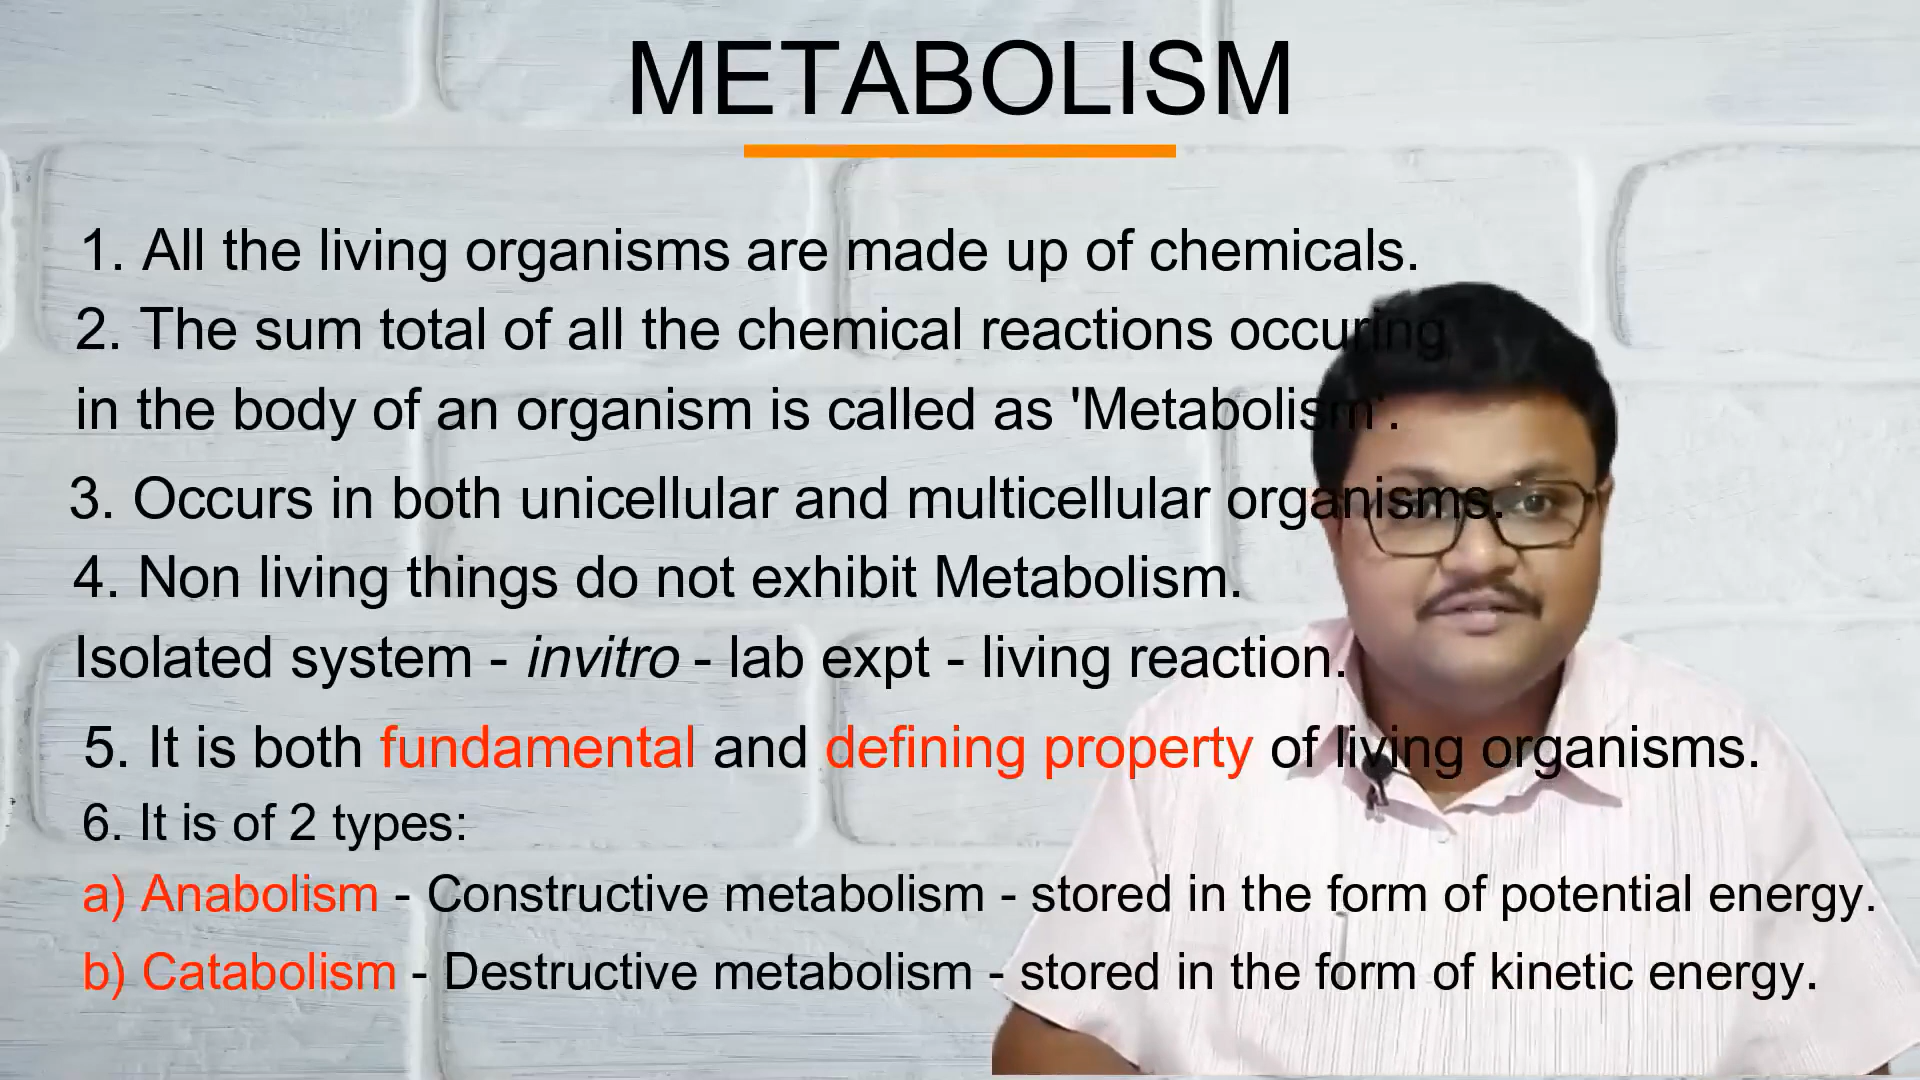 METABOLISM
1. All the living organisms are made up of chemicals.
2. The sum total of all the chemical reactions occuring
in the body of an organism is called as 'Metabolism'.
3. Occurs in both unicellular and multicellular organisms.
4. Non living things do not exhibit Metabolism.
Isolated system - invitro - lab expt - living reaction.
5. It is both fundamental and defining property of living organisms.
6. It is of 2 types:
a) Anabolism - Constructive metabolism - stored in the form of potential energy.
b) Catabolism - Destructive metabolism - stored in the form of kinetic energy.